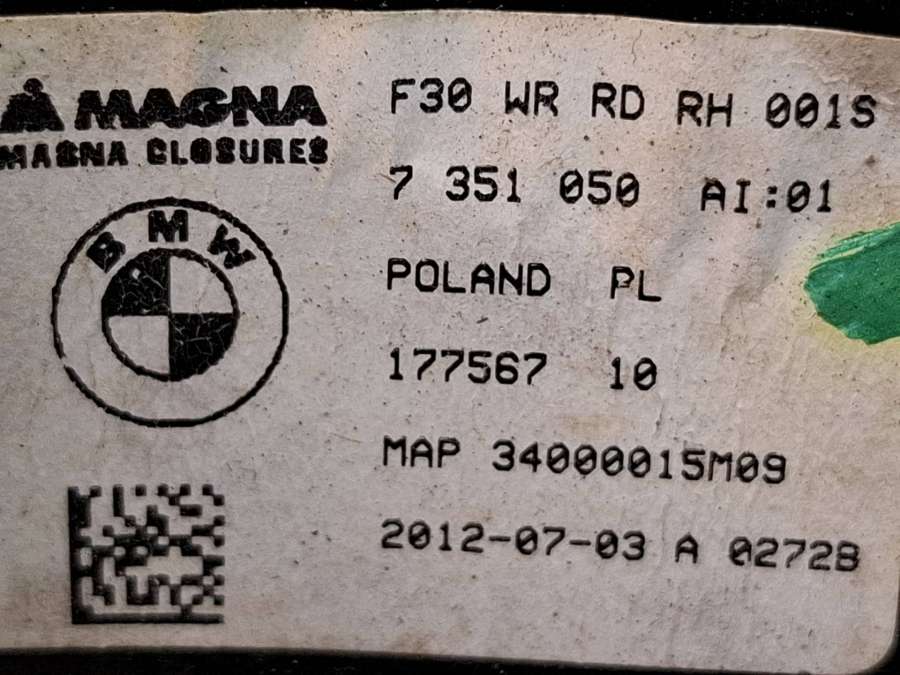 MAGNA
MAGNA CLOSURES
BMW
F30 WR RD RH 001S
7 351 050 AI:01
POLAND PL
177567 10
MAP 34000015M09
2012-07-03 A 02728